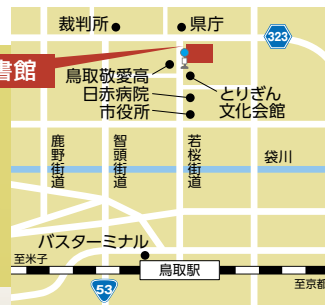 裁判所
県庁
323
書館
鳥取敬愛高
日赤病院
市役所
とりぎん
文化会館
鹿野街道
智頭街道
若桜街道
袋川
バスターミナル
至米子
鳥取駅
至京都
53